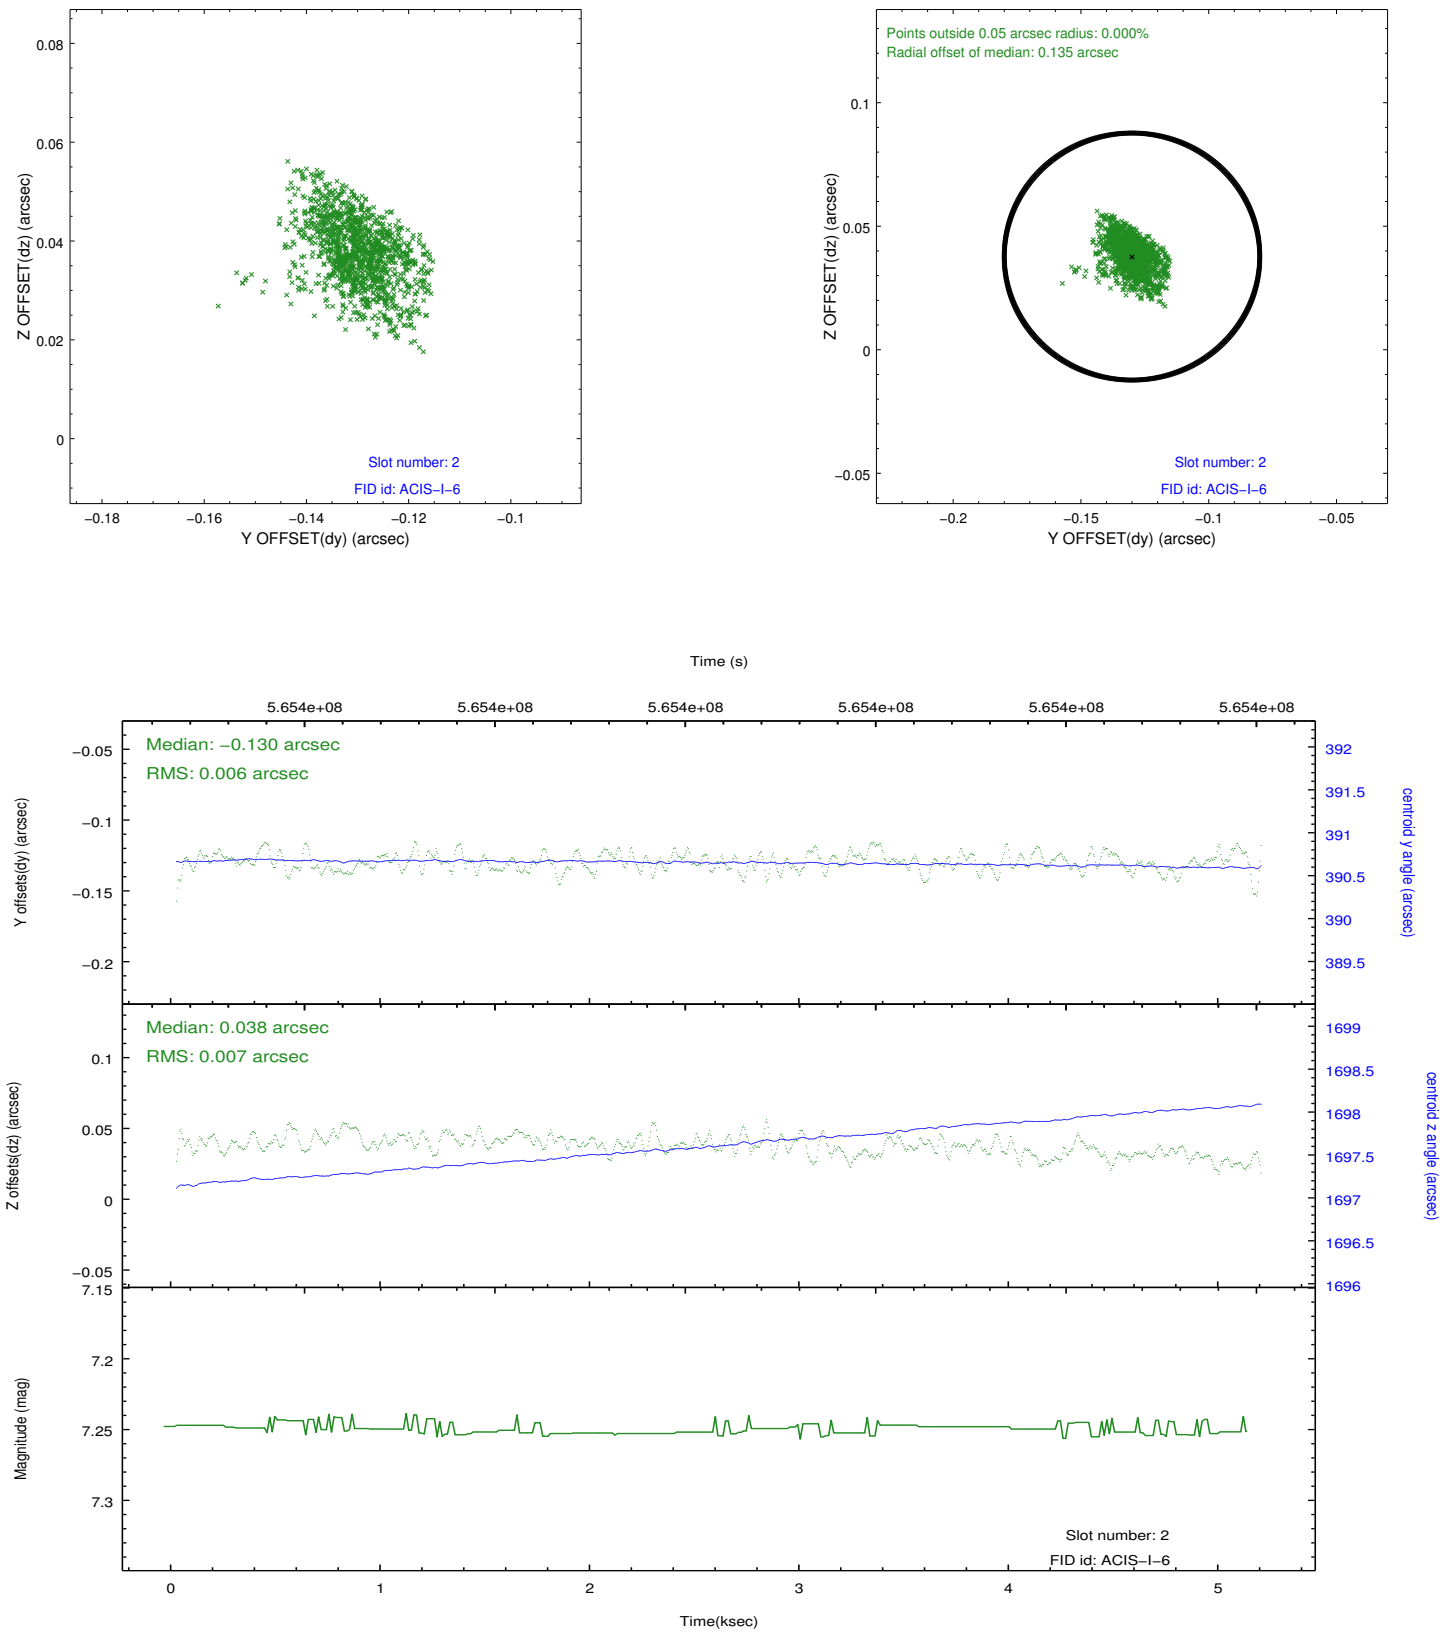 0.08
0.06
0.04
0.02
0
Z OFFSET(dz) (arcsec)
Slot number: 2
FID id: ACIS−I−6
−0.18
−0.16
−0.14
−0.12
−0.1
Y OFFSET(dy) (arcsec)
Points outside 0.05 arcsec radius: 0.000%
Radial offset of median: 0.135 arcsec
0.1
0.05
0
−0.05
Z OFFSET(dz) (arcsec)
Slot number: 2
FID id: ACIS−I−6
−0.2
−0.15
−0.1
−0.05
Y OFFSET(dy) (arcsec)
Time (s)
5.654e+08
5.654e+08
5.654e+08
5.654e+08
5.654e+08
5.654e+08
Median: −0.130 arcsec
RMS: 0.006 arcsec
−0.05
−0.1
−0.15
−0.2
Y offsets(dy) (arcsec)
392
391.5
391
390.5
390
389.5
centroid y angle (arcsec)
Median: 0.038 arcsec
RMS: 0.007 arcsec
0.1
0.05
0
−0.05
Z offsets(dz) (arcsec)
1699
1698.5
1698
1697.5
1697
1696.5
1696
centroid z angle (arcsec)
7.15
7.2
7.25
7.3
Magnitude (mag)
Slot number: 2
FID id: ACIS−I−6
0
1
2
3
4
5
Time(ksec)